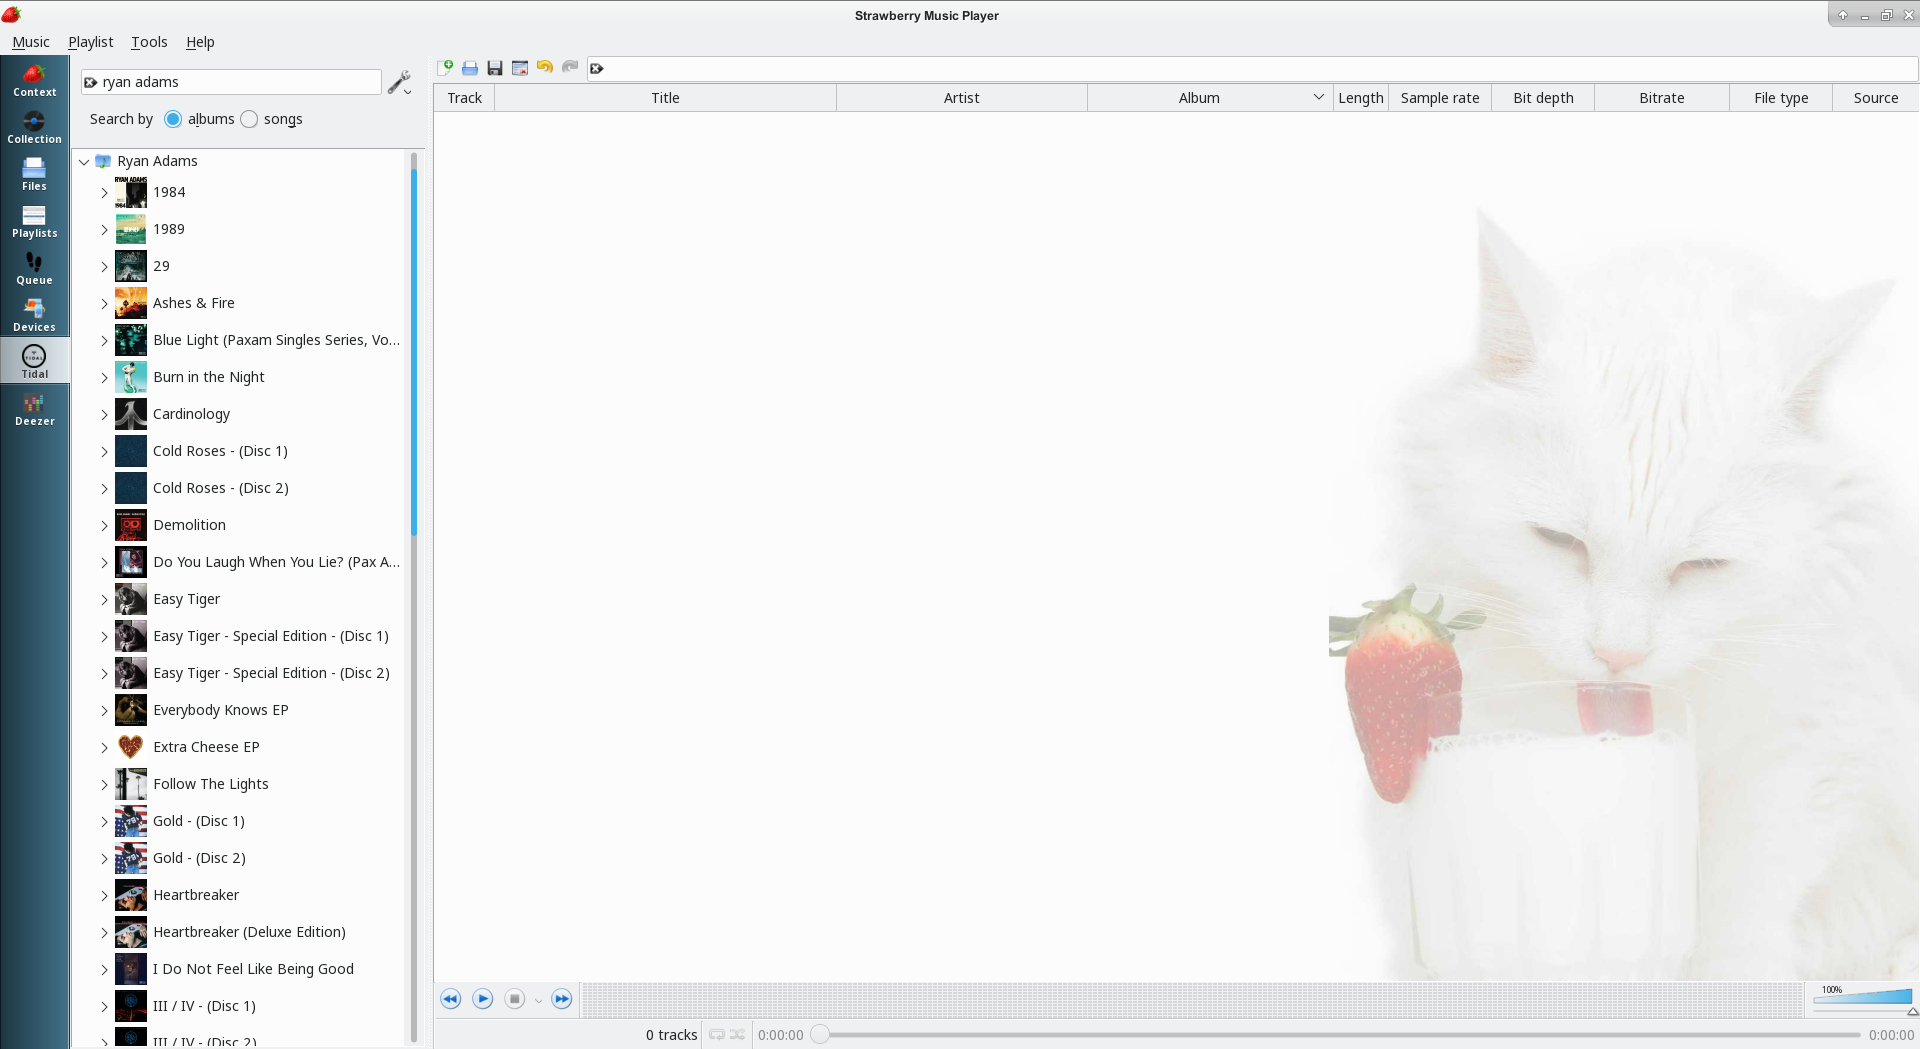 Strawberry Music Player
Music Playlist Tools Help
Context
Collection
Files
Playlists
Queue
Devices
TIDAL
Tidal
Deezer
ryan adams
Search by albums songs
Ryan Adams
RYAN ADAMS
1984
1984
1989
29
Ashes & Fire
Blue Light (Paxam Singles Series, Vo...
Burn in the Night
Cardinology
Cold Roses - (Disc 1)
Cold Roses - (Disc 2)
Demolition
Do You Laugh When You Lie? (Pax A...
Easy Tiger
Easy Tiger - Special Edition - (Disc 1)
Easy Tiger - Special Edition - (Disc 2)
Everybody Knows EP
Extra Cheese EP
Follow The Lights
Gold - (Disc 1)
Gold - (Disc 2)
Heartbreaker
Heartbreaker (Deluxe Edition)
I Do Not Feel Like Being Good
III / IV - (Disc 1)
III / IV - (Disc 2)
Track Title Artist Album Length Sample rate Bit depth Bitrate File type Source
100%
0 tracks 0:00:00 0:00:00